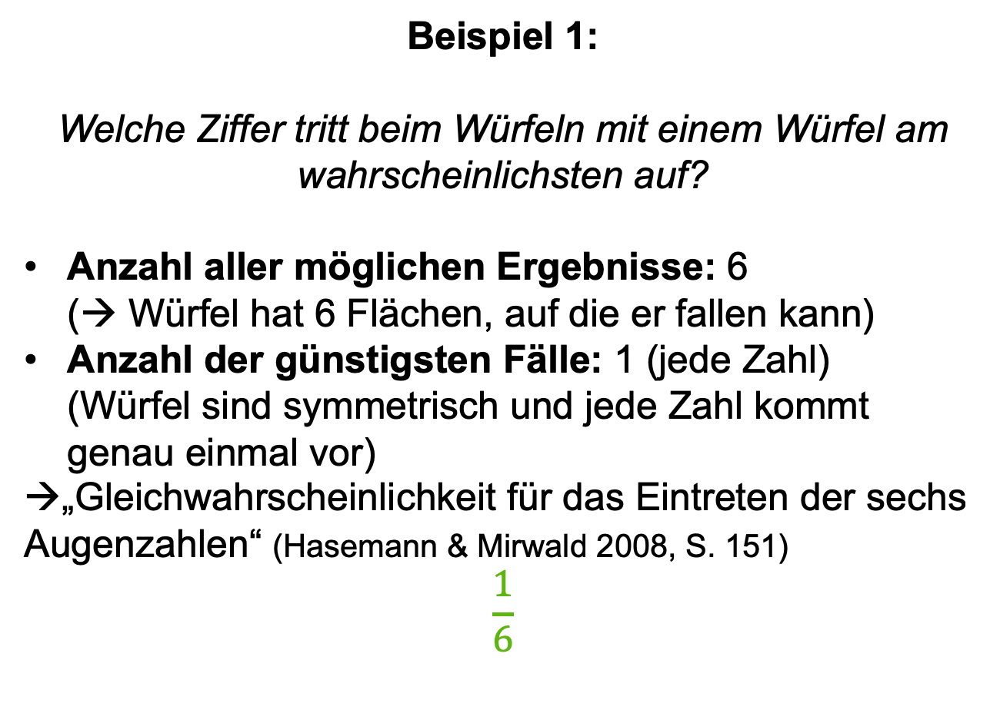 Beispiel 1:
Welche Ziffer tritt beim Würfeln mit einem Würfel am
wahrscheinlichsten auf?
• Anzahl aller möglichen Ergebnisse: 6
(→ Würfel hat 6 Flächen, auf die er fallen kann)
• Anzahl der günstigsten Fälle: 1 (jede Zahl)
(Würfel sind symmetrisch und jede Zahl kommt
genau einmal vor)
→„Gleichwahrscheinlichkeit für das Eintreten der sechs
Augenzahlen“ (Hasemann & Mirwald 2008, S. 151)
1
6